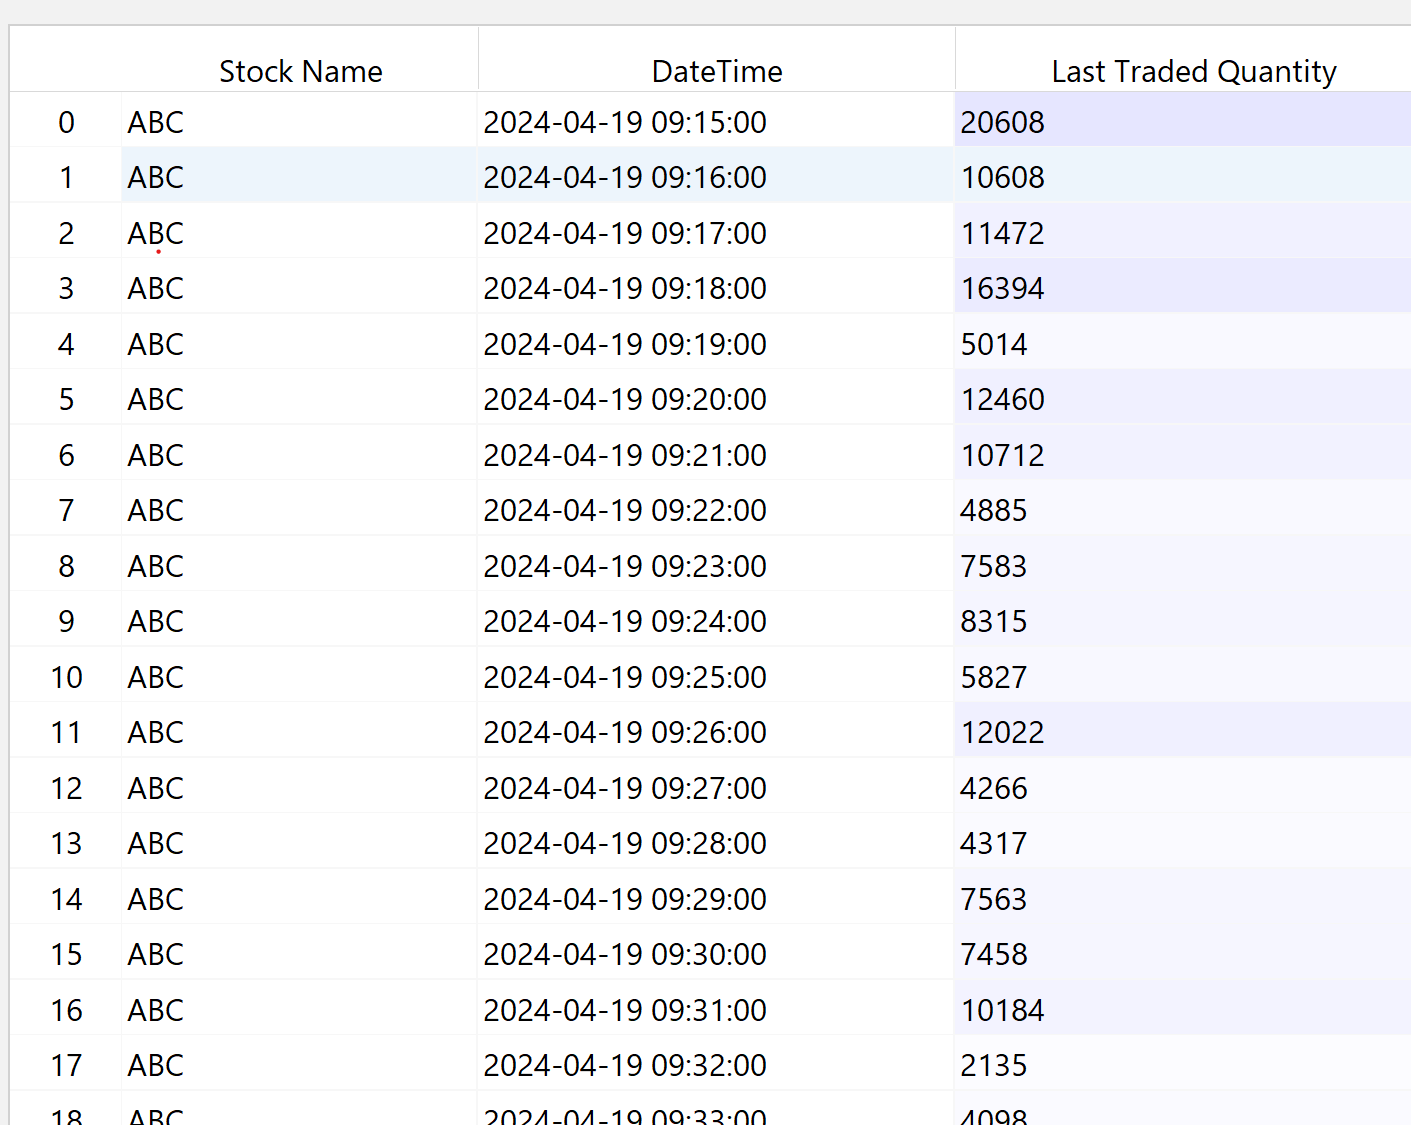 Stock Name DateTime Last Traded Quantity
0 ABC 2024-04-19 09:15:00 20608
1 ABC 2024-04-19 09:16:00 10608
2 ABC 2024-04-19 09:17:00 11472
3 ABC 2024-04-19 09:18:00 16394
4 ABC 2024-04-19 09:19:00 5014
5 ABC 2024-04-19 09:20:00 12460
6 ABC 2024-04-19 09:21:00 10712
7 ABC 2024-04-19 09:22:00 4885
8 ABC 2024-04-19 09:23:00 7583
9 ABC 2024-04-19 09:24:00 8315
10 ABC 2024-04-19 09:25:00 5827
11 ABC 2024-04-19 09:26:00 12022
12 ABC 2024-04-19 09:27:00 4266
13 ABC 2024-04-19 09:28:00 4317
14 ABC 2024-04-19 09:29:00 7563
15 ABC 2024-04-19 09:30:00 7458
16 ABC 2024-04-19 09:31:00 10184
17 ABC 2024-04-19 09:32:00 2135
18 ABC 2024-04-19 09:33:00 4098